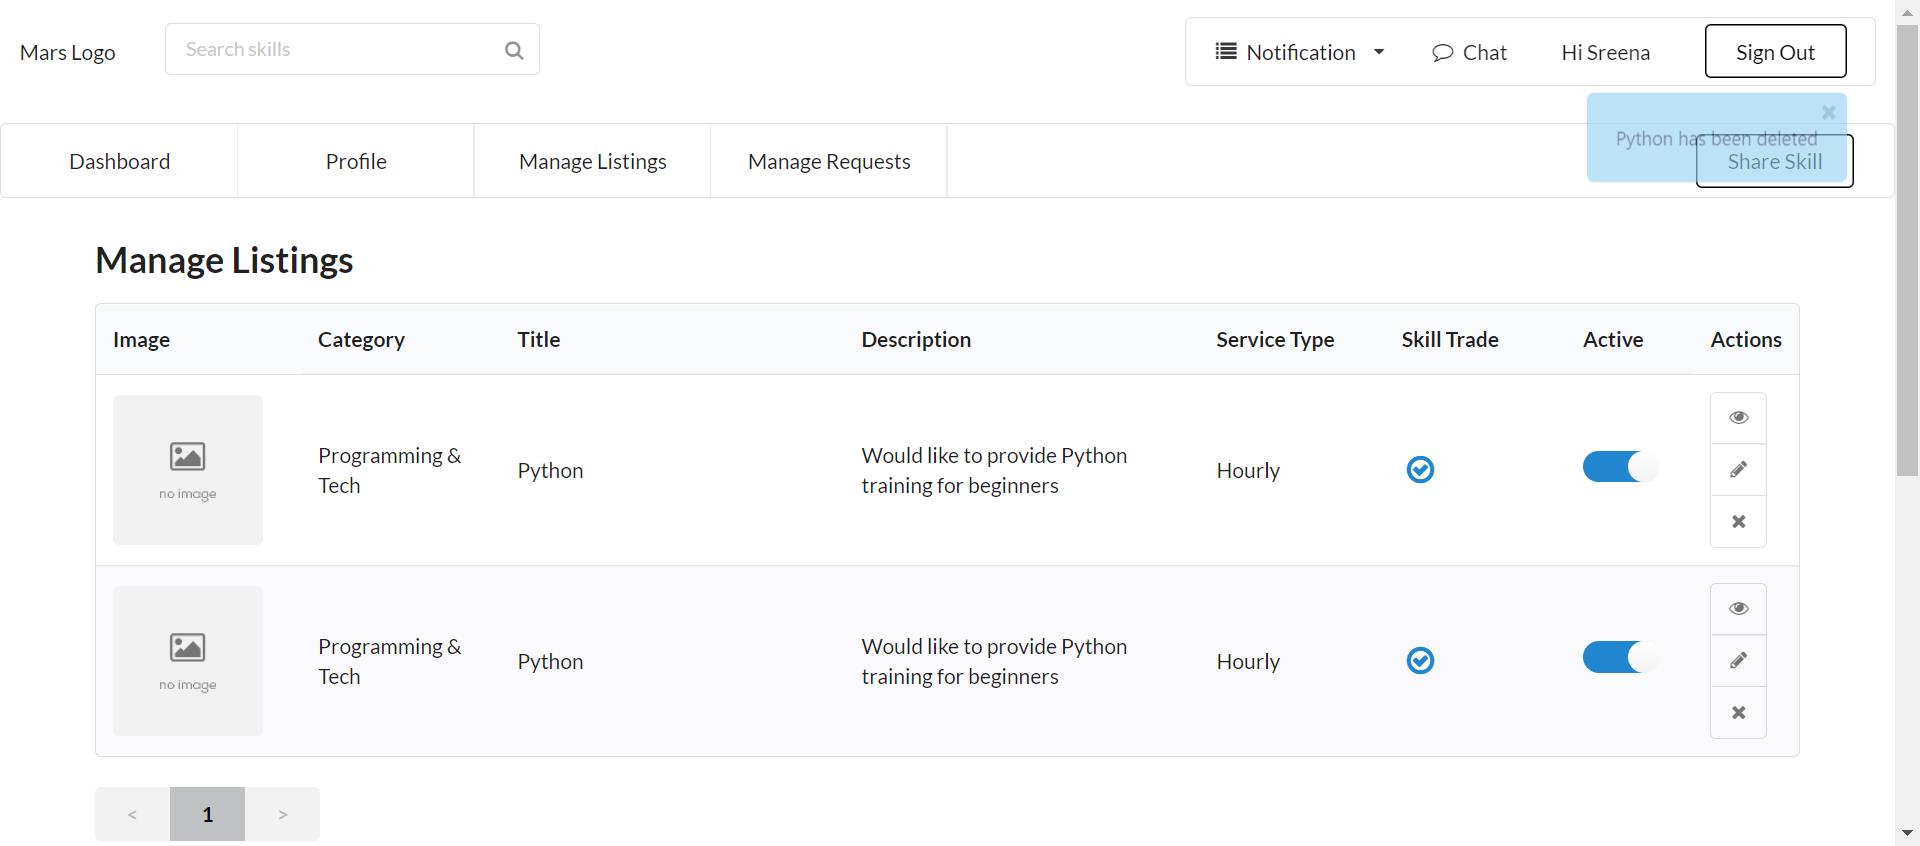 Mars Logo
Search skills
Notification
Chat
Hi Sreena
Sign Out
Python has been deleted
Dashboard
Profile
Manage Listings
Manage Requests
Share Skill
Manage Listings
Image Category Title Description Service Type Skill Trade Active Actions
no image
Programming &
Tech
Python
Would like to provide Python
training for beginners
Hourly
no image
Programming &
Tech
Python
Would like to provide Python
training for beginners
Hourly
< 1 >